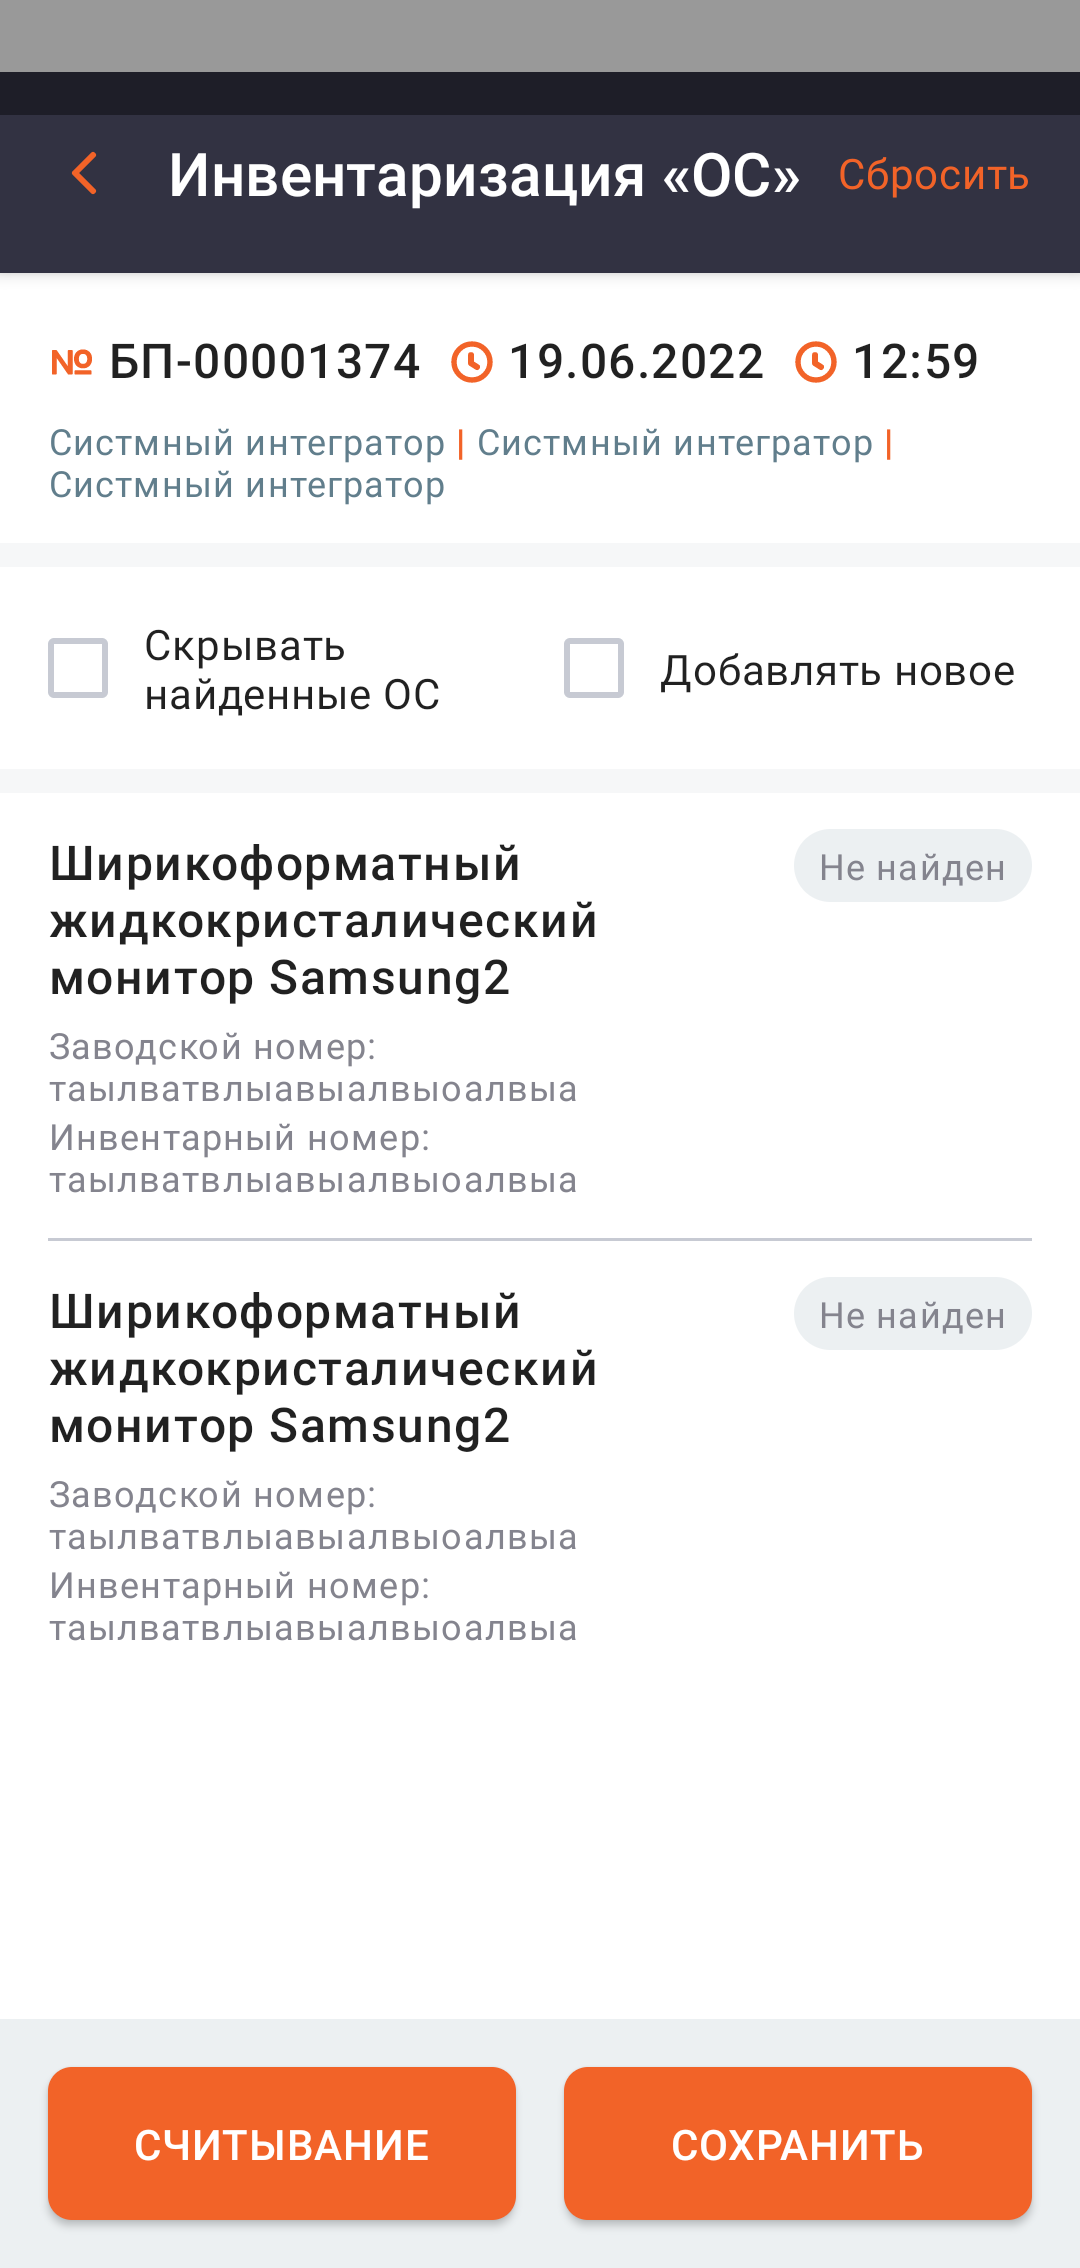 Инвентаризация «ОС» Сбросить
№ БП-00001374 19.06.2022 12:59
Систмный интегратор | Систмный интегратор |
Систмный интегратор
Скрывать
найденные ОС
Добавлять новое
Ширикоформатный
жидкокристалический
монитор Samsung2
Не найден
Заводской номер:
таылватвлыавыалвыоалвыа
Инвентарный номер:
таылватвлыавыалвыоалвыа
Ширикоформатный
жидкокристалический
монитор Samsung2
Не найден
Заводской номер:
таылватвлыавыалвыоалвыа
Инвентарный номер:
таылватвлыавыалвыоалвыа
СЧИТЫВАНИЕ
СОХРАНИТЬ